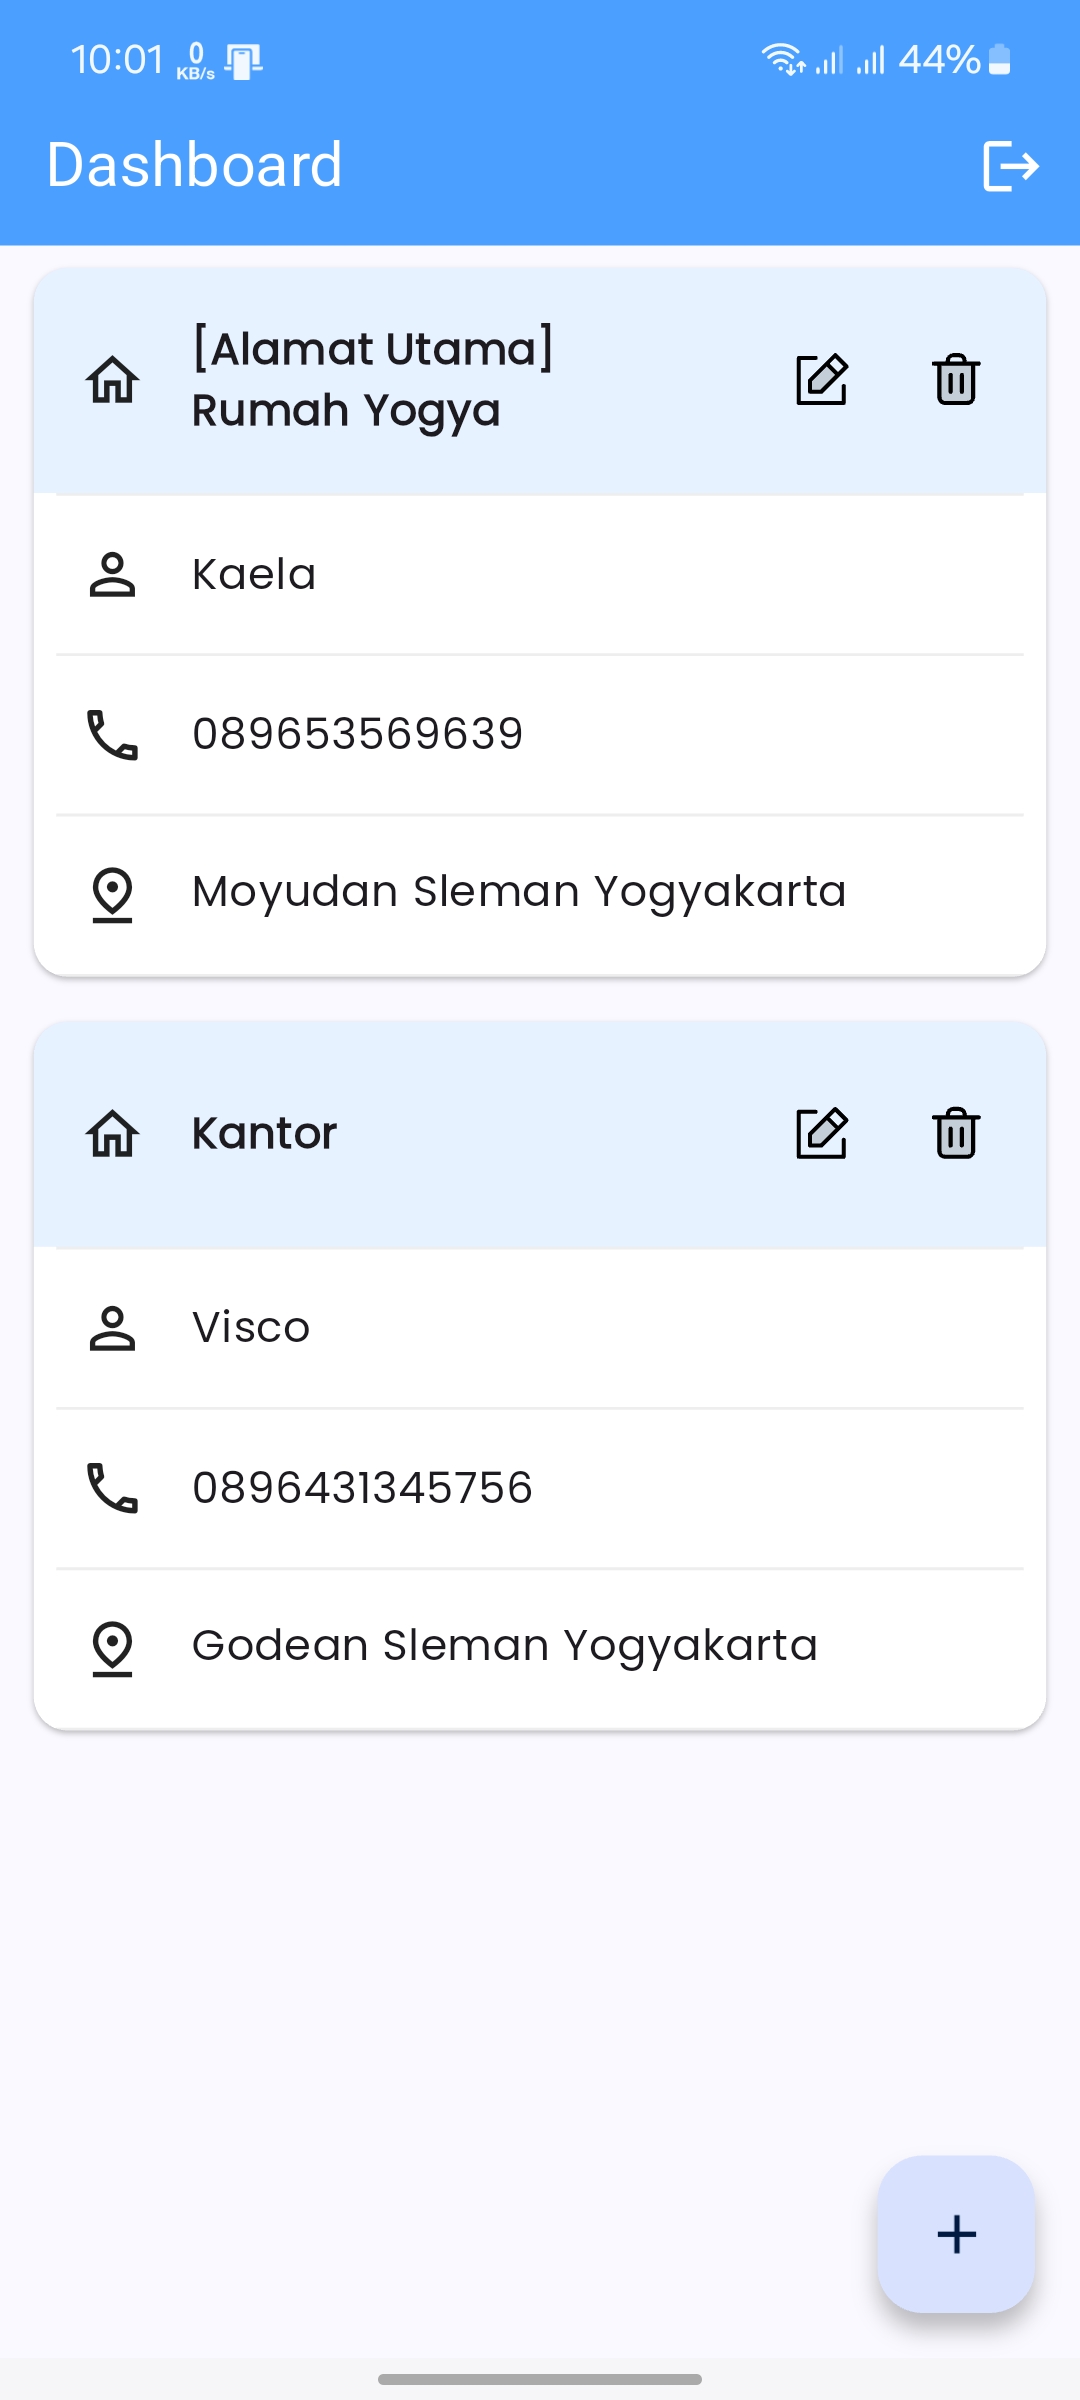 10:01 0 KB/s 44%
Dashboard
[Alamat Utama]
Rumah Yogya
Kaela
089653569639
Moyudan Sleman Yogyakarta
Kantor
Visco
0896431345756
Godean Sleman Yogyakarta